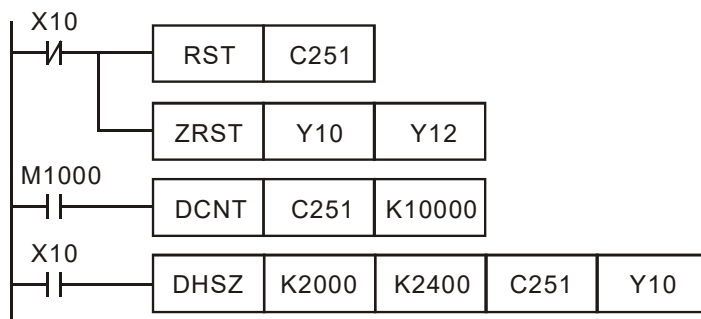 X10
RST C251
ZRST Y10 Y12
M1000
DCNT C251 K10000
X10
DHSZ K2000 K2400 C251 Y10